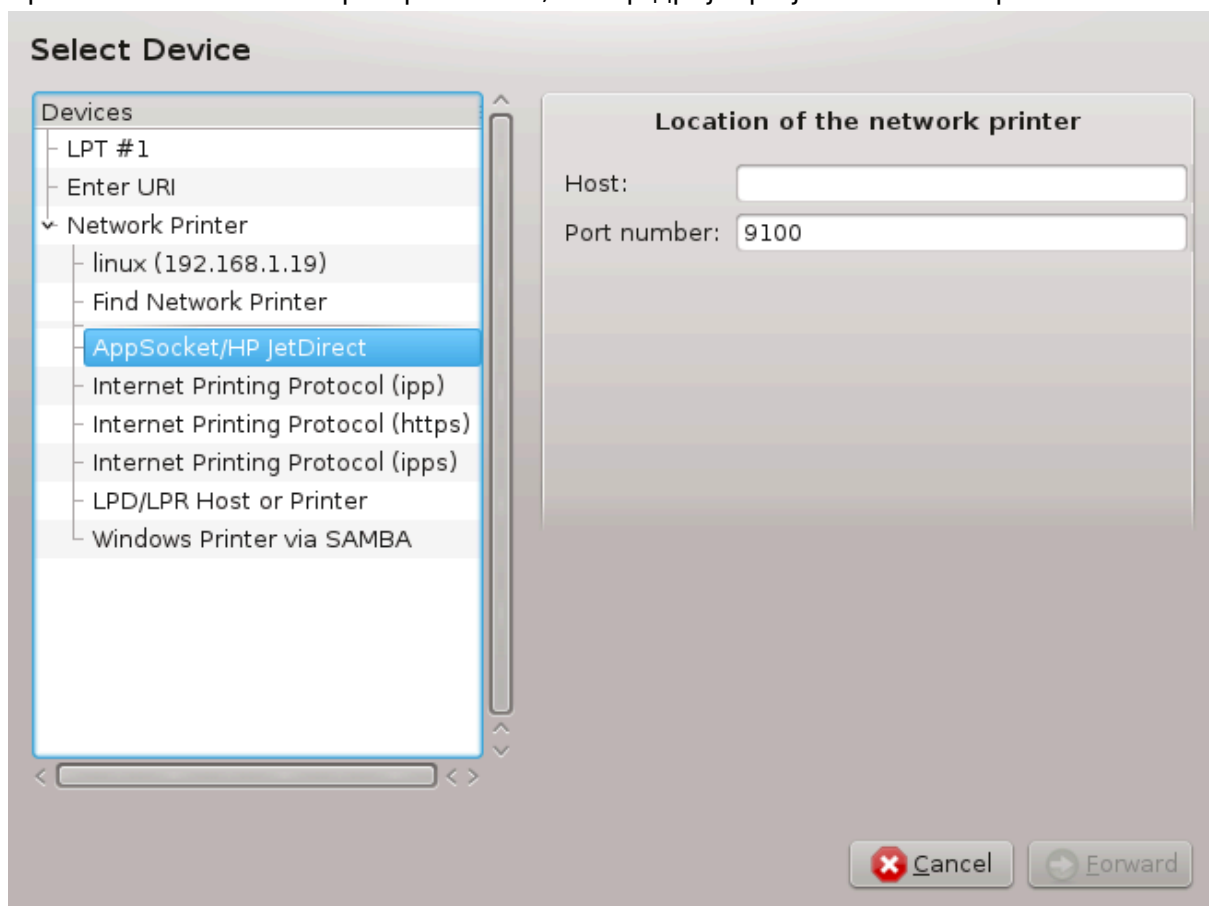 Select Device
Devices
LPT #1
Enter URI
Network Printer
linux (192.168.1.19)
Find Network Printer
AppSocket/HP JetDirect
Internet Printing Protocol (ipp)
Internet Printing Protocol (https)
Internet Printing Protocol (ipps)
LPD/LPR Host or Printer
Windows Printer via SAMBA
Location of the network printer
Host:
Port number: 9100
Cancel
Forward